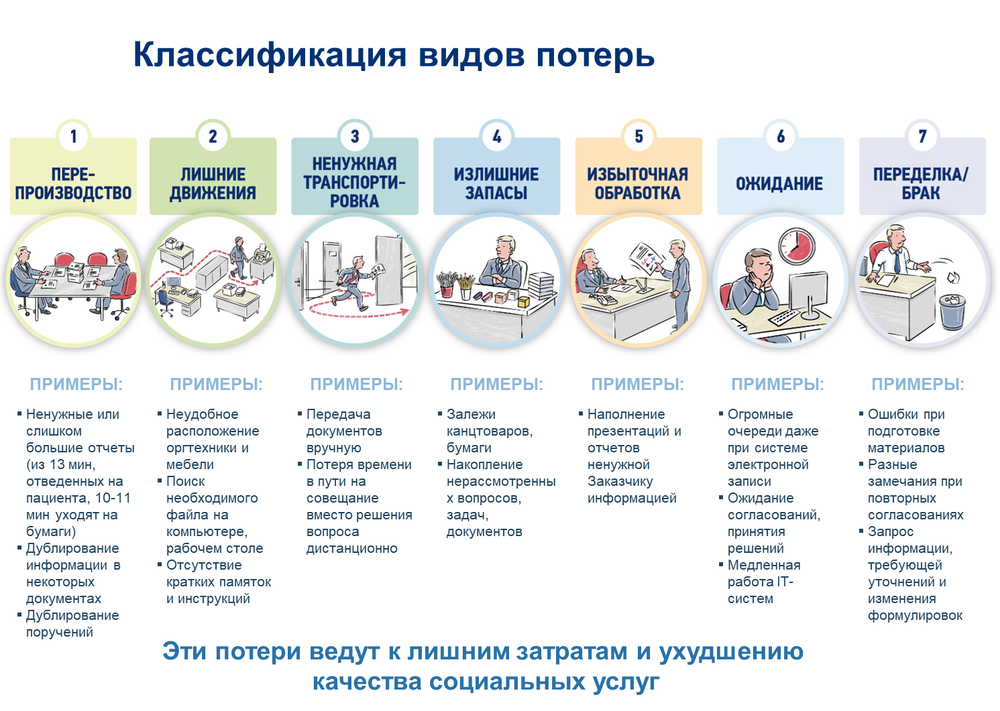 Классификация видов потерь
1
ПЕРЕ-
ПРОИЗВОДСТВО
ПРИМЕРЫ:
▪ Ненужные или
слишком
большие отчеты
(из 13 мин,
отведенных на
пациента, 10-11
мин уходят на
бумаги)
▪ Дублирование
информации в
некоторых
документах
▪ Дублирование
поручений
2
ЛИШНИЕ
ДВИЖЕНИЯ
ПРИМЕРЫ:
▪ Неудобное
расположение
оргтехники и
мебели
▪ Поиск
необходимого
файла на
компьютере,
рабочем столе
▪ Отсутствие
кратких памяток
и инструкций
3
НЕНУЖНАЯ
ТРАНСПОРТИ-
РОВКА
ПРИМЕРЫ:
▪ Передача
документов
вручную
▪ Потеря времени
в пути на
совещание
вместо решения
вопроса
дистанционно
4
ИЗЛИШНИЕ
ЗАПАСЫ
ПРИМЕРЫ:
▪ Залежи
канцтоваров,
бумаги
▪ Накопление
нерассмотренны
х вопросов,
задач,
документов
5
ИЗБЫТОЧНАЯ
ОБРАБОТКА
ПРИМЕРЫ:
▪ Наполнение
презентаций и
отчетов
ненужной
Заказчику
информацией
6
ОЖИДАНИЕ
ПРИМЕРЫ:
▪ Огромные
очереди даже
при системе
электронной
записи
▪ Ожидание
согласований,
принятия
решений
▪ Медленная
работа IT-
систем
7
ПЕРЕДЕЛКА/
БРАК
ПРИМЕРЫ:
▪ Ошибки при
подготовке
материалов
▪ Разные
замечания при
повторных
согласованиях
▪ Запрос
информации,
требующей
уточнений и
изменения
формулировок
Эти потери ведут к лишним затратам и ухудшению
качества социальных услуг